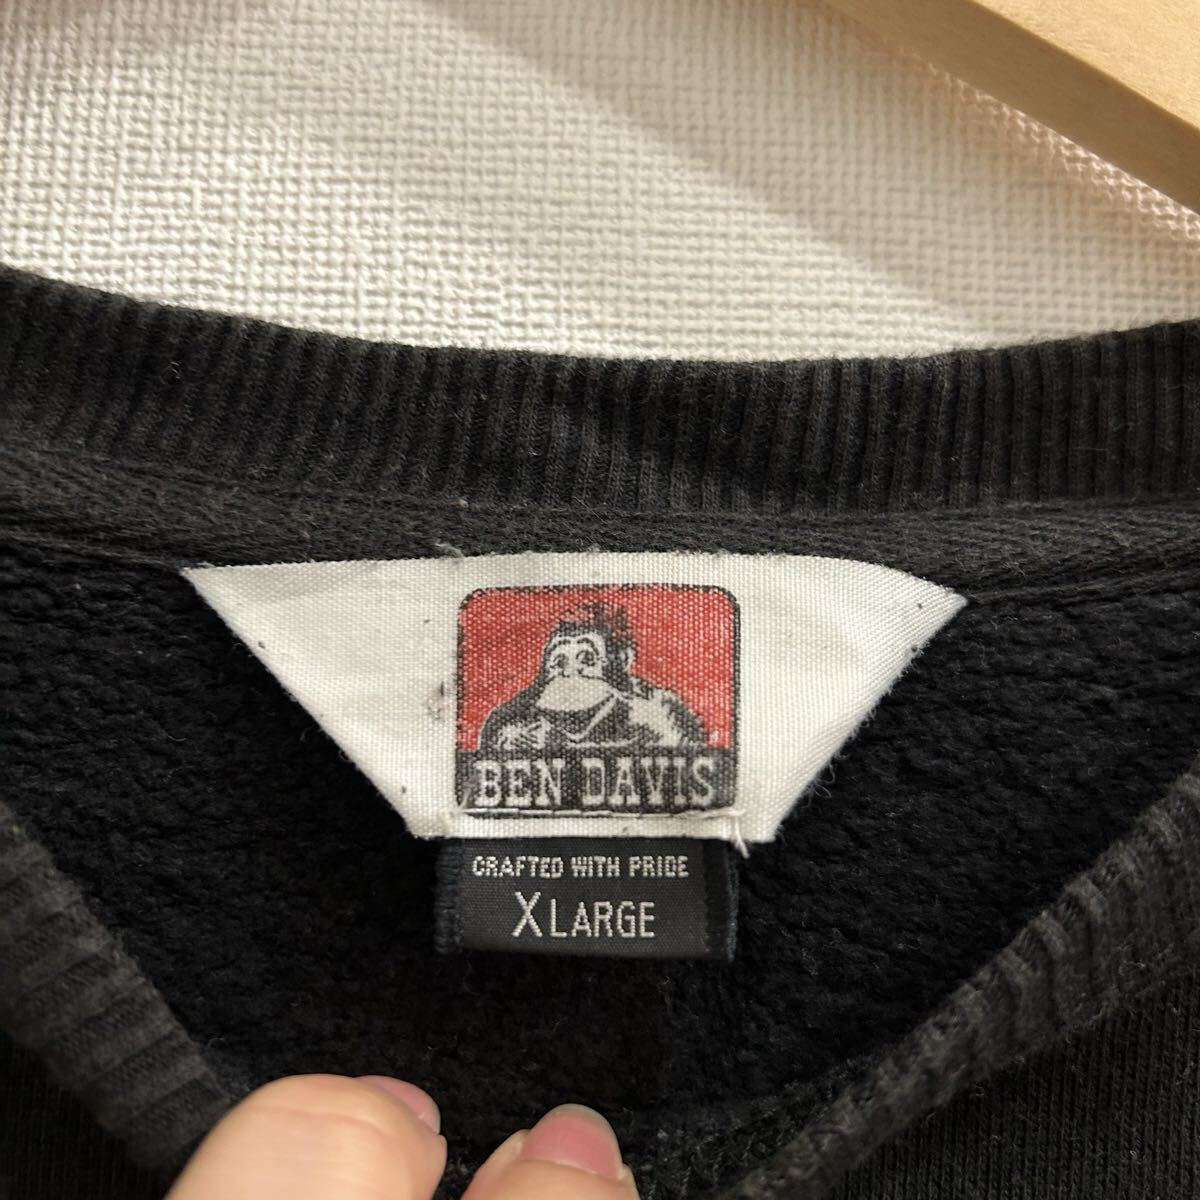 BEN DAVIS
CRAFTED WITH PRIDE
XLARGE